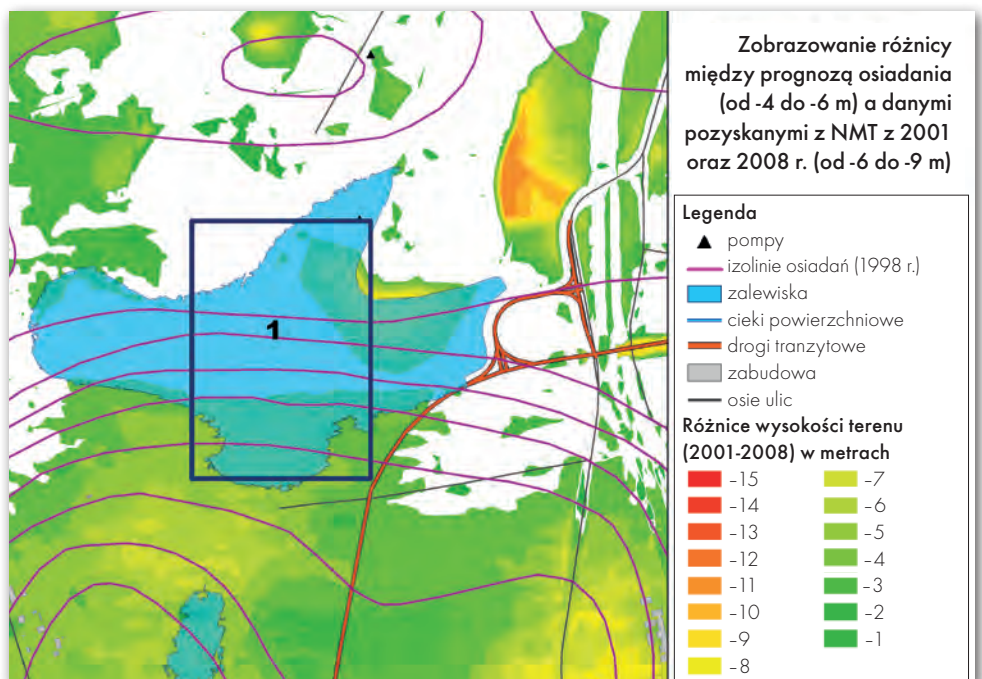 Zobrazowanie różnicy
między prognozą osiadania
(od -4 do -6 m) a danymi
pozyskanymi z NMT z 2001
oraz 2008 r. (od -6 do -9 m)
1
Legenda
pompy
izolinie osiadań (1998 r.)
zalewiska
cieki powierzchniowe
drogi tranzytowe
zabudowa
osie ulic
Różnice wysokości terenu
(2001-2008) w metrach
-15
-14
-13
-12
-11
-10
-9
-8
-7
-6
-5
-4
-3
-2
-1